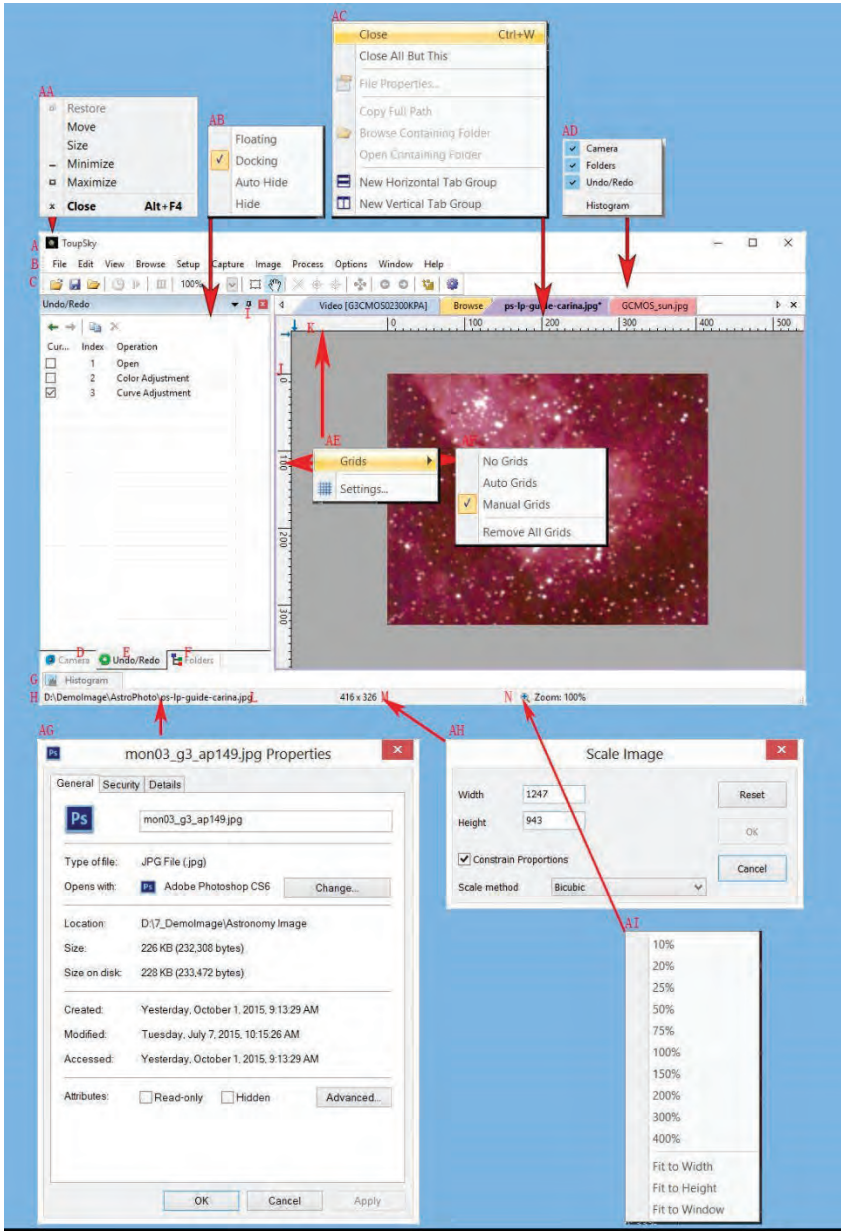 AC
Close Ctrl+W
Close All But This
File Properties...
Copy Full Path
Browse Containing Folder
Open Containing Folder
New Horizontal Tab Group
New Vertical Tab Group
AA
Restore
Move
Size
Minimize
Maximize
Close Alt+F4
AB
Floating
Docking
Auto Hide
Hide
AD
Camera
Folders
Undo/Redo
Histogram
A ToupSky
B File Edit View Browse Setup Capture Image Process Options Window Help
C 100%
Undo/Redo I
Video [G3CMOS02300KPA] Browse ps-lp-guide-carina.jpg* GCMOS_sun.jpg
K 0 100 200 300 400 500
Cur... Index Operation
1 Open
2 Color Adjustment
3 Curve Adjustment
0
100
200
300
AE
Grids
Settings...
AF
No Grids
Auto Grids
Manual Grids
Remove All Grids
D E F
Camera Undo/Redo Folders
G Histogram
H D:\DemoImage\AstroPhoto\ps-lp-guide-carina.jpg L 416 x 326 M N Zoom: 100%
AG
Ps mon03_g3_ap149.jpg Properties
General Security Details
Ps mon03_g3_ap149.jpg
Type of file: JPG File (.jpg)
Opens with: Ps Adobe Photoshop CS6 Change...
Location: D:\7_DemoImage\Astronomy Image
Size: 226 KB (232,308 bytes)
Size on disk: 228 KB (233,472 bytes)
Created: Yesterday, October 1, 2015, 9:13:29 AM
Modified: Tuesday, July 7, 2015, 10:15:26 AM
Accessed: Yesterday, October 1, 2015, 9:13:29 AM
Attributes: Read-only Hidden Advanced...
OK Cancel Apply
AH
Scale Image
Width 1247 Reset
Height 943 OK
Constrain Proportions Cancel
Scale method Bicubic
AI
10%
20%
25%
50%
75%
100%
150%
200%
300%
400%
Fit to Width
Fit to Height
Fit to Window